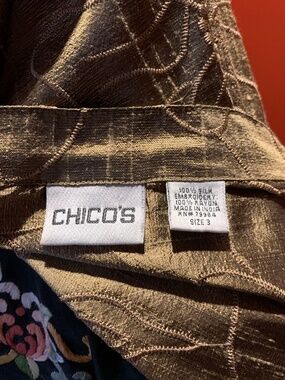 CHICO'S
100% SILK
EMBROIDERY:
100% RAYON
MADE IN INDIA
RN# 79984
SIZE 3